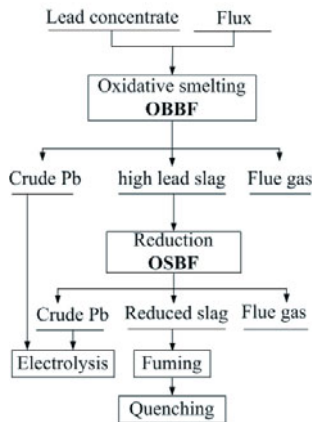 Lead concentrate Flux
Oxidative smelting
OBBF
Crude Pb high lead slag Flue gas
Reduction
OSBF
Crude Pb Reduced slag Flue gas
Electrolysis Fuming
Quenching